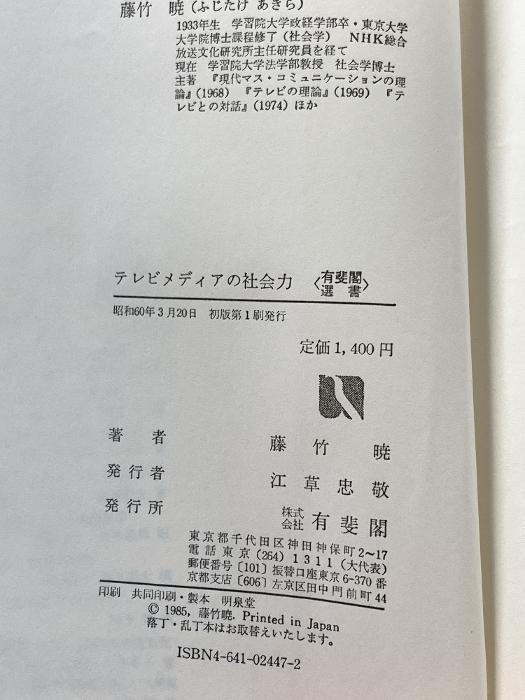 藤竹 暁(ふじたけ あきら)
1933年生 学習院大学政経学部卒・東京大学
大学院博士課程修了(社会学) NHK総合
放送文化研究所主任研究員を経て
現在 学習院大学法学部教授 社会学博士
主著 『現代マス・コミュニケーションの理
論』(1968) 『テレビの理論』(1969) 『テ
レビとの対話』(1974) ほか
テレビメディアの社会力 〈有斐閣選書〉
昭和60年3月20日 初版第1刷発行
定価1,400円
著者 藤竹暁
発行者 江草忠敬
発行所 株式会社 有斐閣
東京都千代田区神田神保町2~17
電話 東京(264)1311(大代表)
郵便番号〔101〕振替口座東京6-370番
京都支店〔606〕左京区田中門前町44
印刷 共同印刷・製本 明泉堂
© 1985, 藤竹暁. Printed in Japan
落丁・乱丁本はお取替えいたします。
ISBN4-641-02447-2